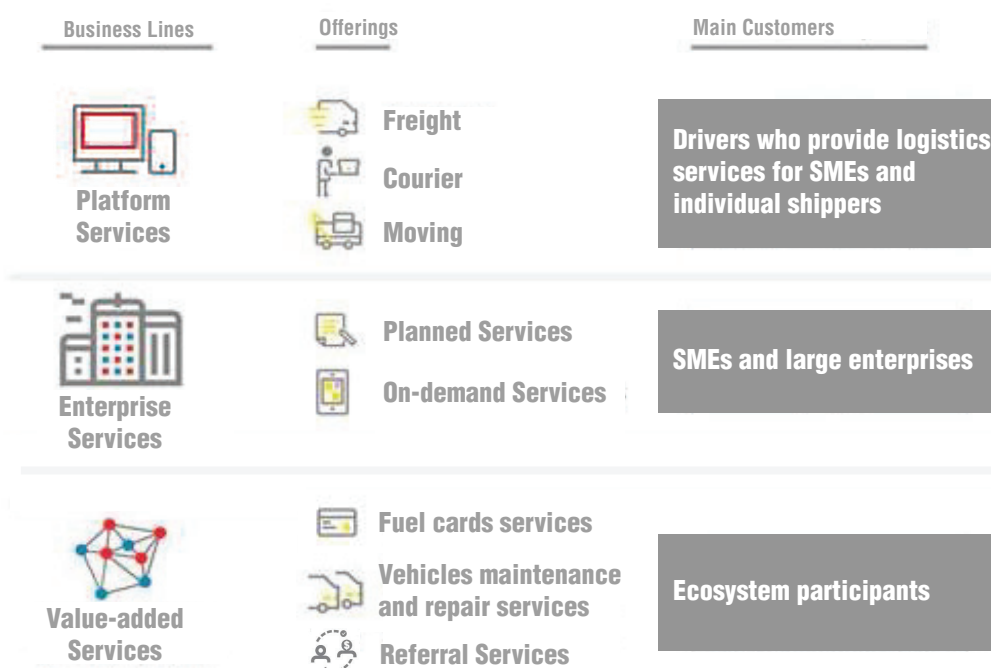 Business Lines
Offerings
Main Customers
Platform
Services
Freight
Courier
Moving
Drivers who provide logistics
services for SMEs and
individual shippers
Enterprise
Services
Planned Services
On-demand Services
SMEs and large enterprises
Value-added
Services
Fuel cards services
Vehicles maintenance
and repair services
Referral Services
Ecosystem participants